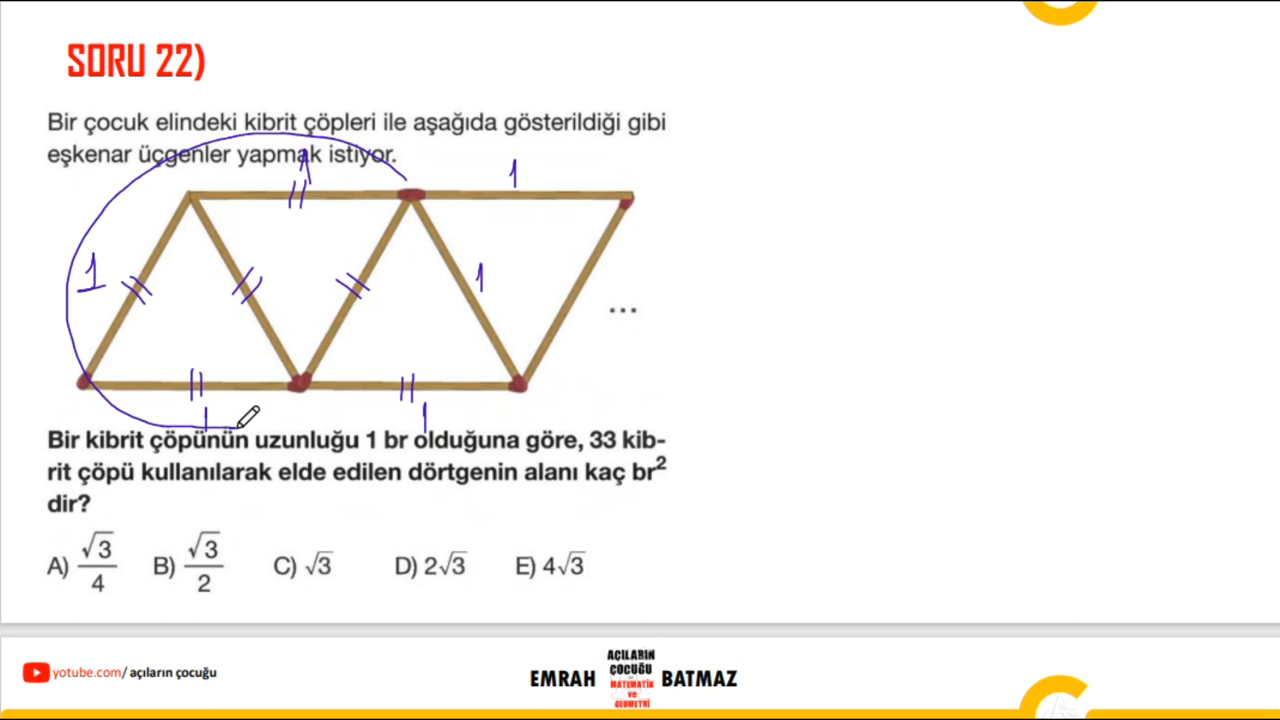 SORU 22)
Bir çocuk elindeki kibrit çöpleri ile aşağıda gösterildiği gibi
eşkenar üçgenler yapmak istiyor.
1
1
1
1
...
1
1
Bir kibrit çöpünün uzunluğu 1 br olduğuna göre, 33 kib-
rit çöpü kullanılarak elde edilen dörtgenin alanı kaç br²
dir?
A) √3/4 B) √3/2 C) √3 D) 2√3 E) 4√3
yotube.com/ açıların çocuğu
EMRAH
AÇILARIN
ÇOCUĞU
MATEMATİK
ve
GEOMETRİ
BATMAZ